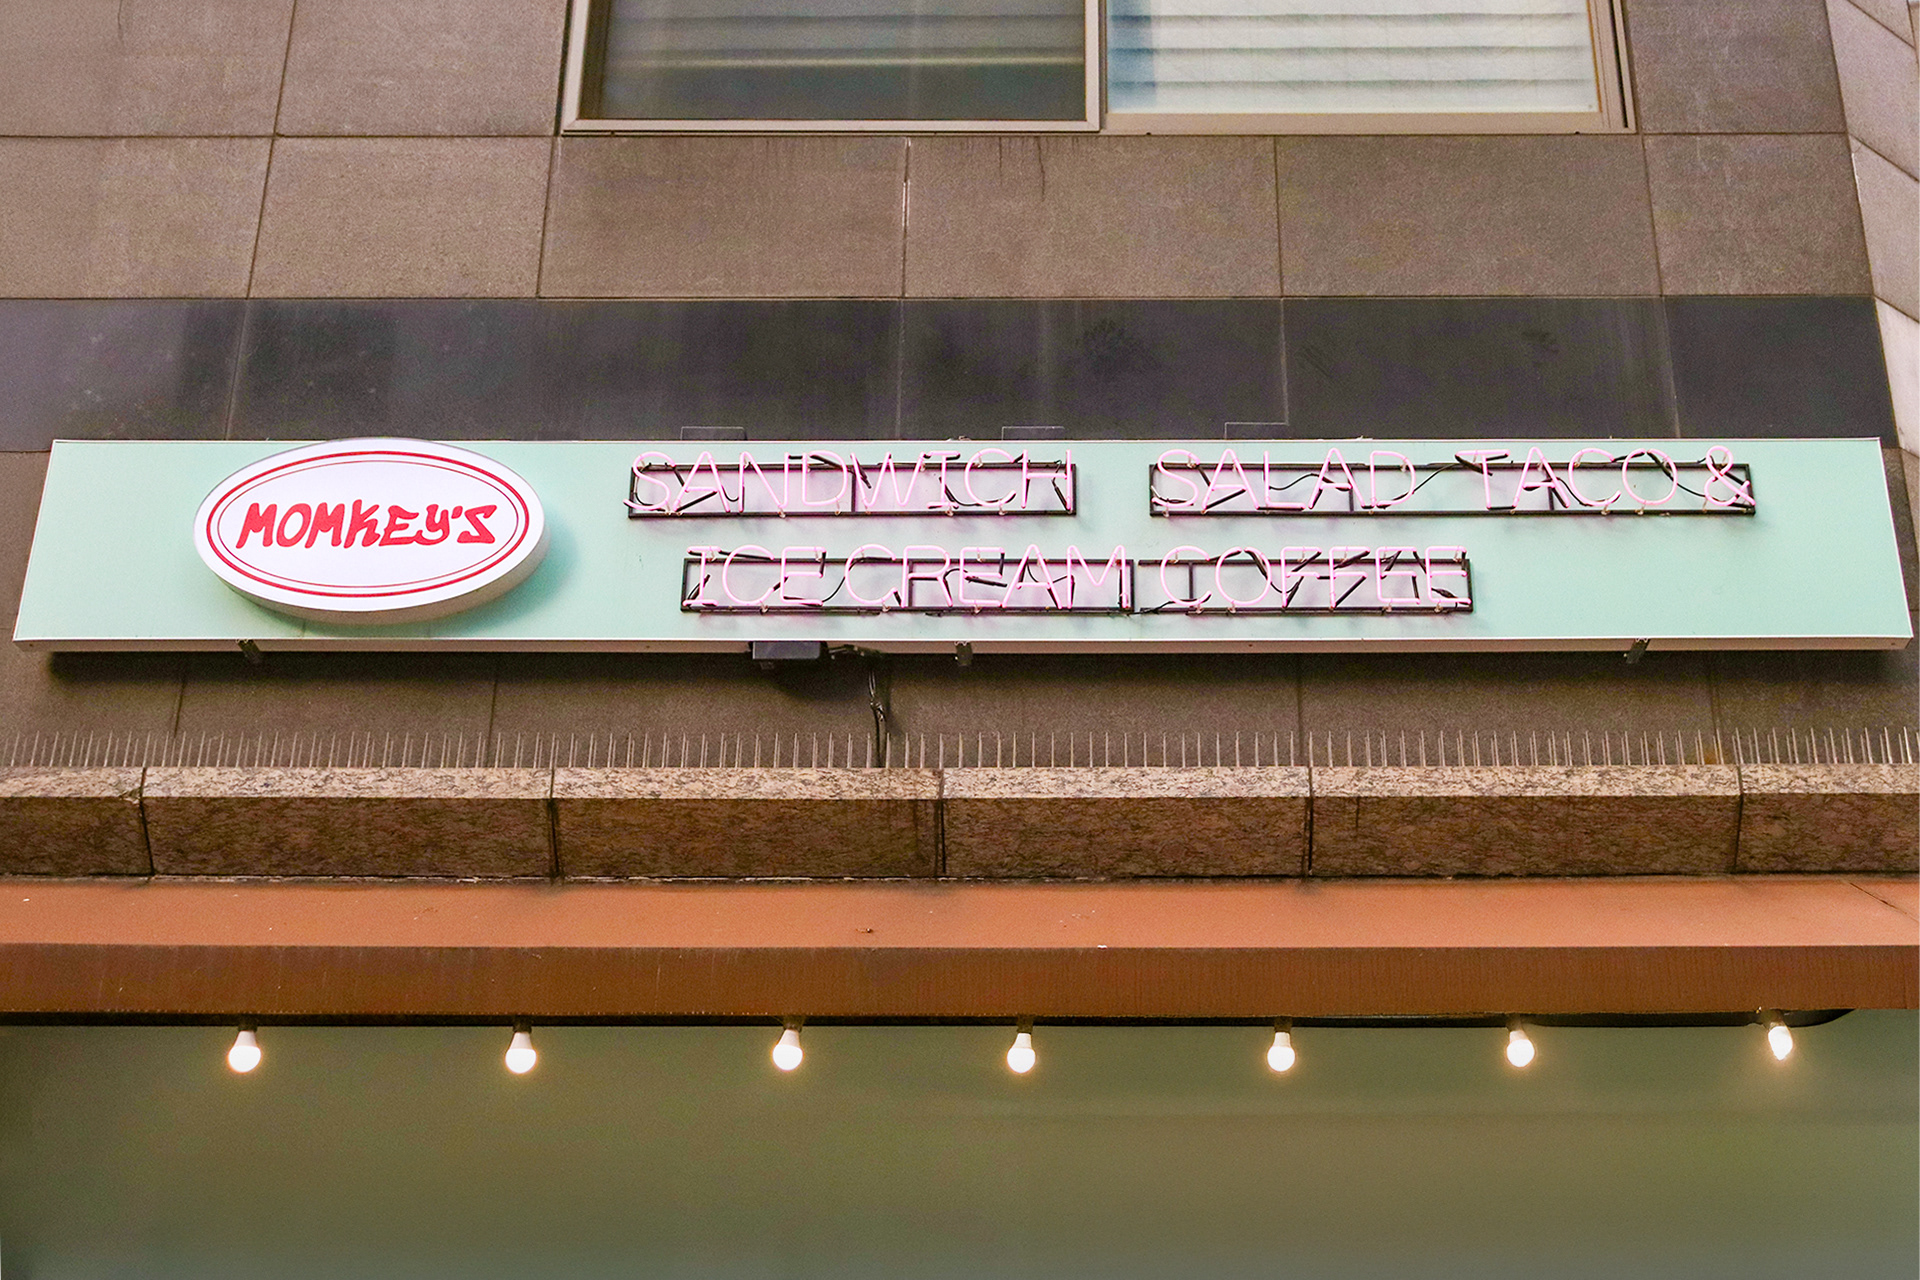 MOMKEY'S
SANDWICH SALAD TACO &
ICE CREAM COFFEE